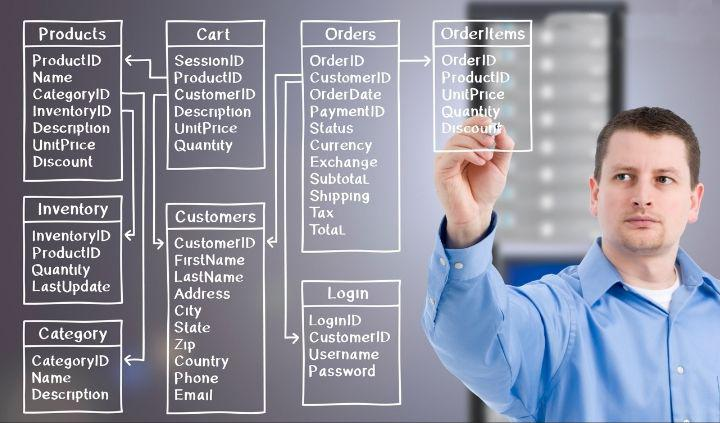 Products
ProductID
Name
CategoryID
InventoryID
Description
UnitPrice
Discount
Inventory
InventoryID
ProductID
Quantity
LastUpdate
Category
CategoryID
Name
Description
Cart
SessionID
ProductID
CustomerID
Description
UnitPrice
Quantity
Customers
CustomerID
FirstName
LastName
Address
City
State
Zip
Country
Phone
Email
Orders
OrderID
CustomerID
OrderDate
PaymentID
Status
Currency
Exchange
Subtotal
Shipping
Tax
Total
Login
LoginID
CustomerID
Username
Password
OrderItems
OrderID
ProductID
UnitPrice
Quantity
Discount